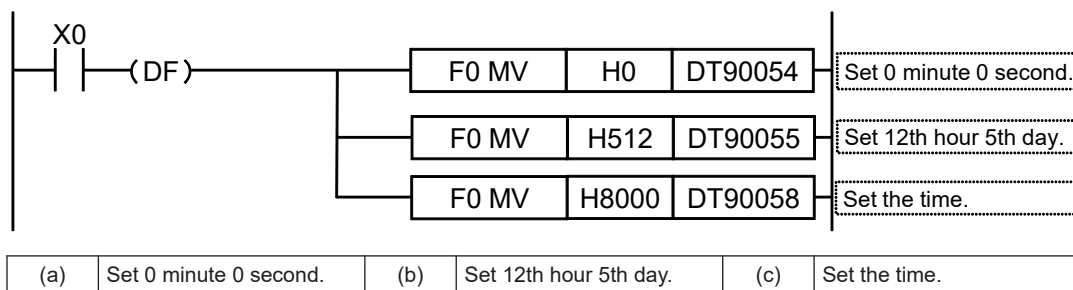 X0
(DF)
F0 MV H0 DT90054 Set 0 minute 0 second.
F0 MV H512 DT90055 Set 12th hour 5th day.
F0 MV H8000 DT90058 Set the time.
(a) Set 0 minute 0 second. (b) Set 12th hour 5th day. (c) Set the time.